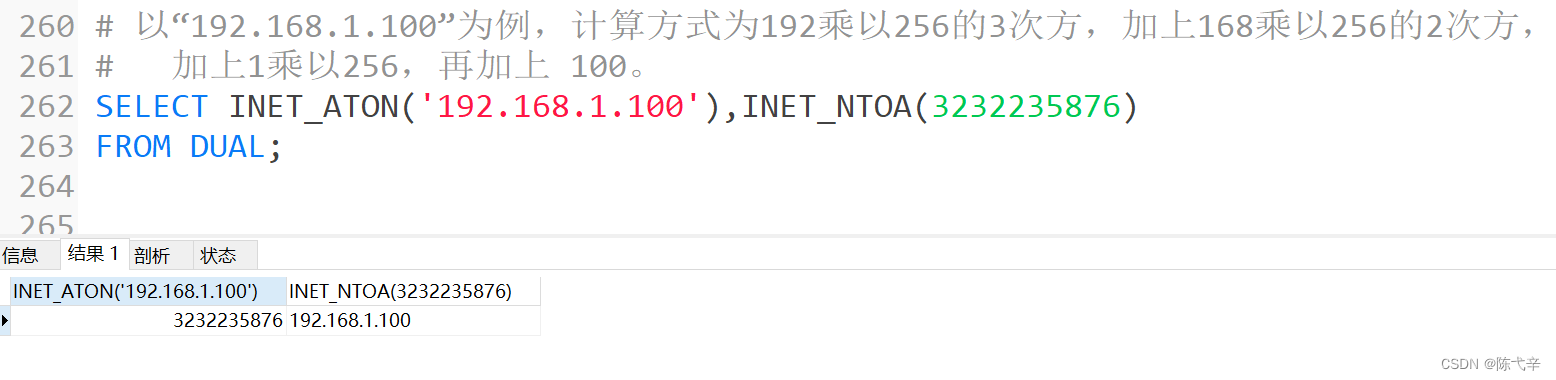 260 # 以“192.168.1.100”为例，计算方式为192乘以256的3次方，加上168乘以256的2次方，
261 #   加上1乘以256，再加上 100。
262 SELECT INET_ATON('192.168.1.100'),INET_NTOA(3232235876)
263 FROM DUAL;
264
265
信息 结果 1 剖析 状态
INET_ATON('192.168.1.100') INET_NTOA(3232235876)
3232235876 192.168.1.100
CSDN @陈弋辛